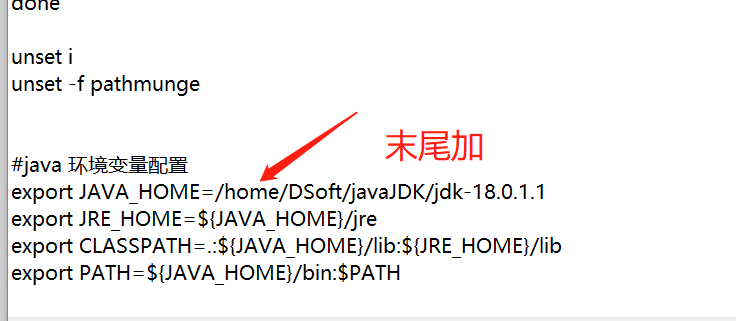 done
unset i
unset -f pathmunge
末尾加
#java 环境变量配置
export JAVA_HOME=/home/DSoft/javaJDK/jdk-18.0.1.1
export JRE_HOME=${JAVA_HOME}/jre
export CLASSPATH=.:${JAVA_HOME}/lib:${JRE_HOME}/lib
export PATH=${JAVA_HOME}/bin:$PATH